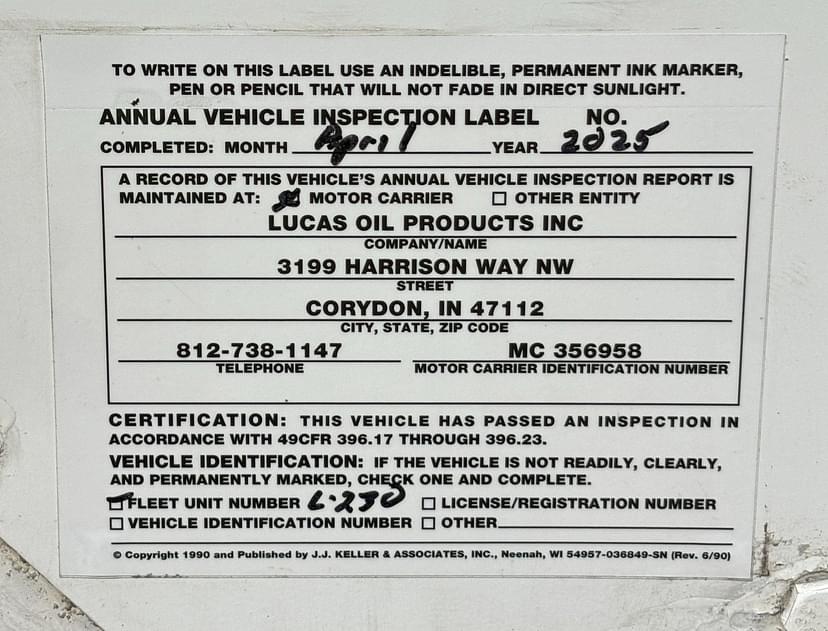 TO WRITE ON THIS LABEL USE AN INDELIBLE, PERMANENT INK MARKER,
PEN OR PENCIL THAT WILL NOT FADE IN DIRECT SUNLIGHT.
ANNUAL VEHICLE INSPECTION LABEL NO.
COMPLETED: MONTH April YEAR 2025
A RECORD OF THIS VEHICLE'S ANNUAL VEHICLE INSPECTION REPORT IS
MAINTAINED AT: MOTOR CARRIER ☐ OTHER ENTITY
LUCAS OIL PRODUCTS INC
COMPANY/NAME
3199 HARRISON WAY NW
STREET
CORYDON, IN 47112
CITY, STATE, ZIP CODE
812-738-1147 MC 356958
TELEPHONE MOTOR CARRIER IDENTIFICATION NUMBER
CERTIFICATION: THIS VEHICLE HAS PASSED AN INSPECTION IN
ACCORDANCE WITH 49CFR 396.17 THROUGH 396.23.
VEHICLE IDENTIFICATION: IF THE VEHICLE IS NOT READILY, CLEARLY,
AND PERMANENTLY MARKED, CHECK ONE AND COMPLETE.
FLEET UNIT NUMBER L-230 ☐ LICENSE/REGISTRATION NUMBER
☐ VEHICLE IDENTIFICATION NUMBER ☐ OTHER
© Copyright 1990 and Published by J.J. KELLER & ASSOCIATES, INC., Neenah, WI 54957-0368 49-SN (Rev. 6/90)